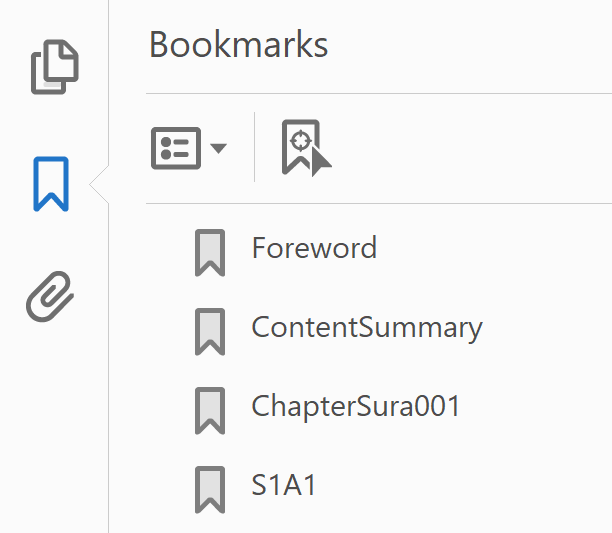 Bookmarks
Foreword
ContentSummary
ChapterSura001
S1A1